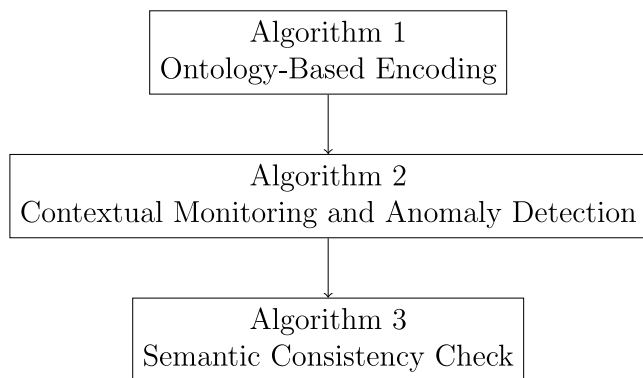 Algorithm 1
Ontology-Based Encoding
Algorithm 2
Contextual Monitoring and Anomaly Detection
Algorithm 3
Semantic Consistency Check